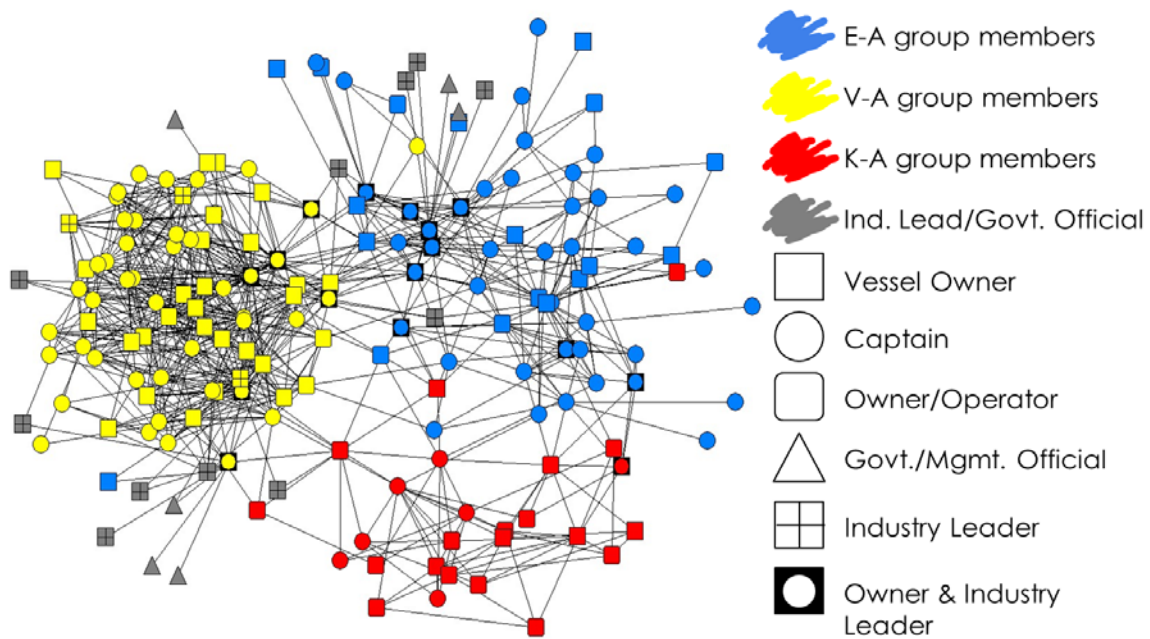 E-A group members
V-A group members
K-A group members
Ind. Lead/Govt. Official
Vessel Owner
Captain
Owner/Operator
Govt./Mgmt. Official
Industry Leader
Owner & Industry
Leader